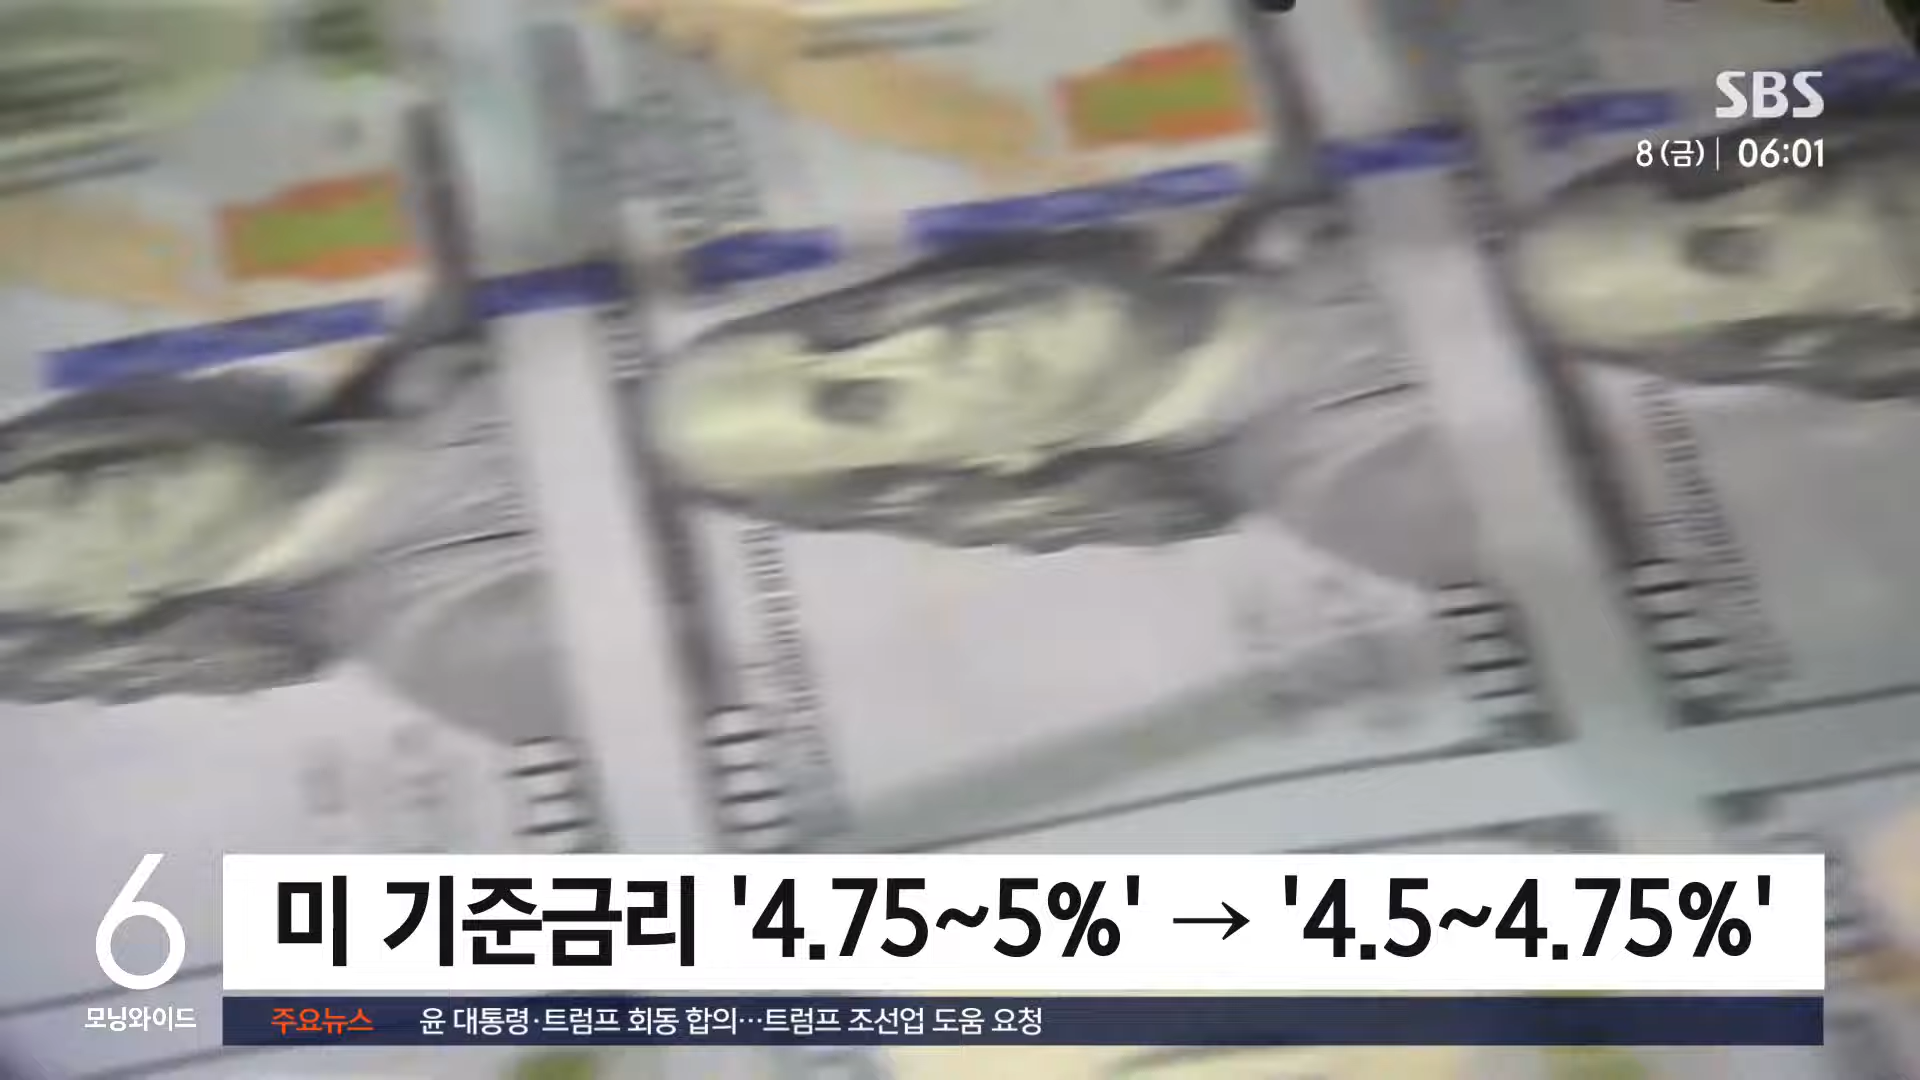 SBS
8(금) | 06:01
6
모닝와이드
미 기준금리 '4.75~5%' → '4.5~4.75%'
주요뉴스 윤 대통령·트럼프 회동 합의…트럼프 조선업 도움 요청